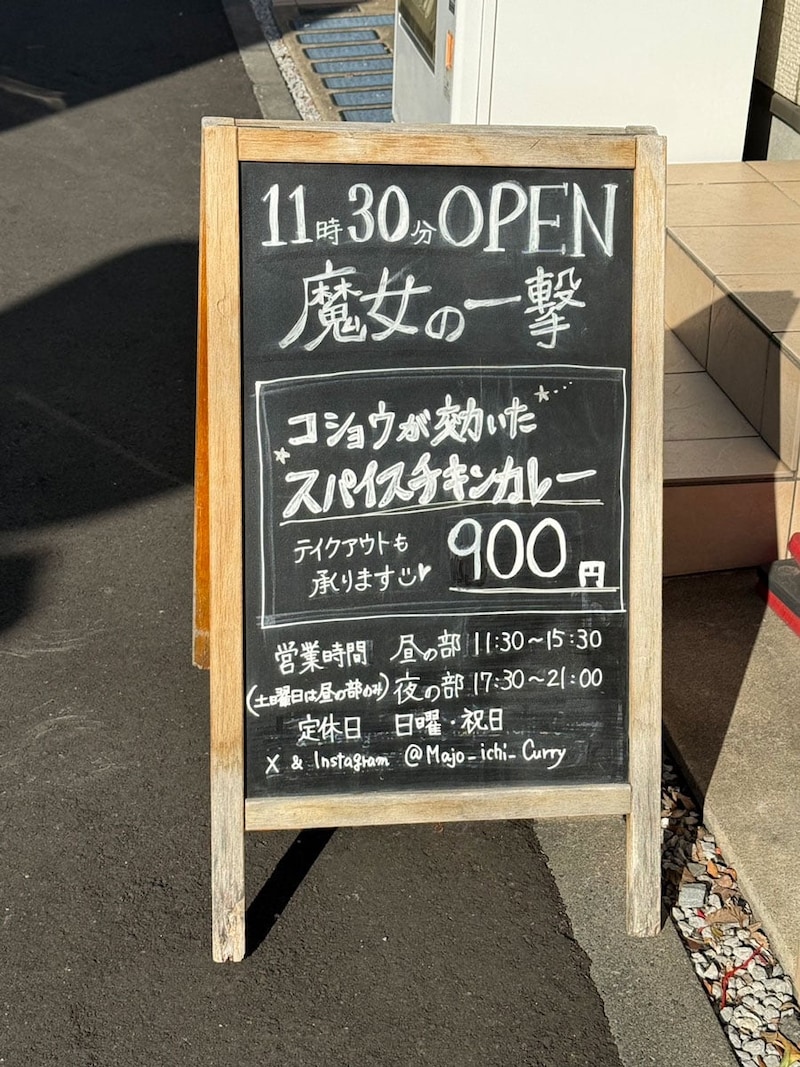 11時30分OPEN
魔女の一撃
コショウが効いた
スパイスチキンカレー
テイクアウトも
承ります
900円
営業時間 昼の部 11:30～15:30
(土曜日は昼の部のみ) 夜の部 17:30～21:00
定休日 日曜・祝日
X & Instagram @Majo_ichi_Curry